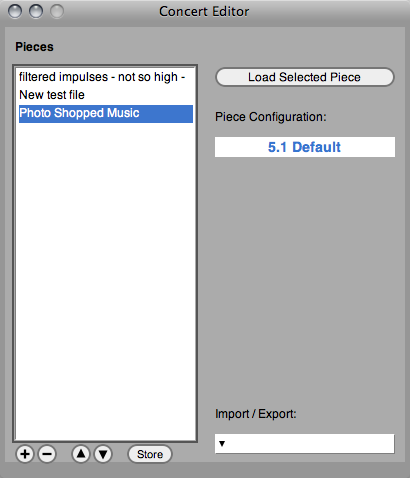 Concert Editor
Pieces
filtered impulses - not so high -
New test file
Photo Shopped Music
Load Selected Piece
Piece Configuration:
5.1 Default
Import / Export:
Store